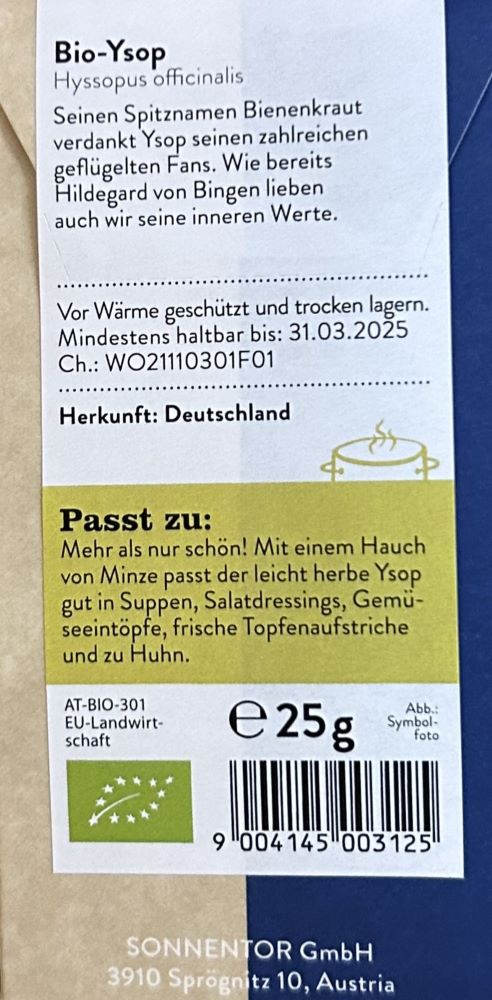 Bio-Ysop
Hyssopus officinalis
Seinen Spitznamen Bienenkraut
verdankt Ysop seinen zahlreichen
geflügelten Fans. Wie bereits
Hildegard von Bingen lieben
auch wir seine inneren Werte.
Vor Wärme geschützt und trocken lagern.
Mindestens haltbar bis: 31.03.2025
Ch.: WO21110301F01
Herkunft: Deutschland
Passt zu:
Mehr als nur schön! Mit einem Hauch
von Minze passt der leicht herbe Ysop
gut in Suppen, Salatdressings, Gemü-
seeintöpfe, frische Topfenaufstriche
und zu Huhn.
AT-BIO-301
EU-Landwirt-
schaft
℮ 25g
Abb.:
Symbol-
foto
9 004145 003125
SONNENTOR GmbH
3910 Sprögnitz 10, Austria